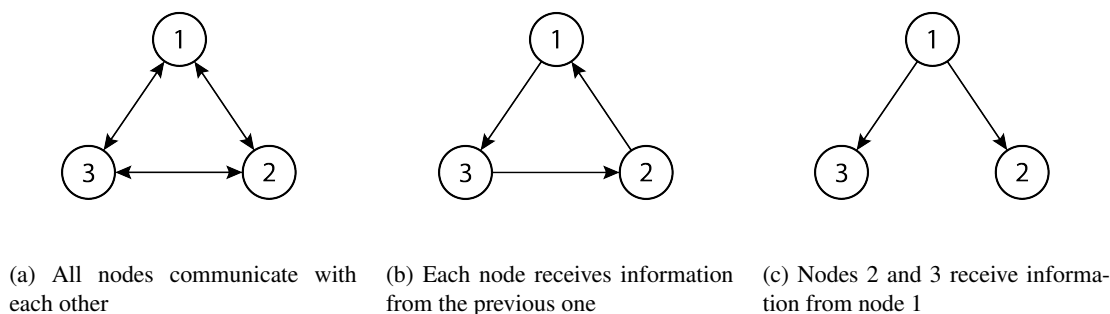 1
3
2
1
3
2
1
3
2
(a) All nodes communicate with
each other
(b) Each node receives information
from the previous one
(c) Nodes 2 and 3 receive informa-
tion from node 1